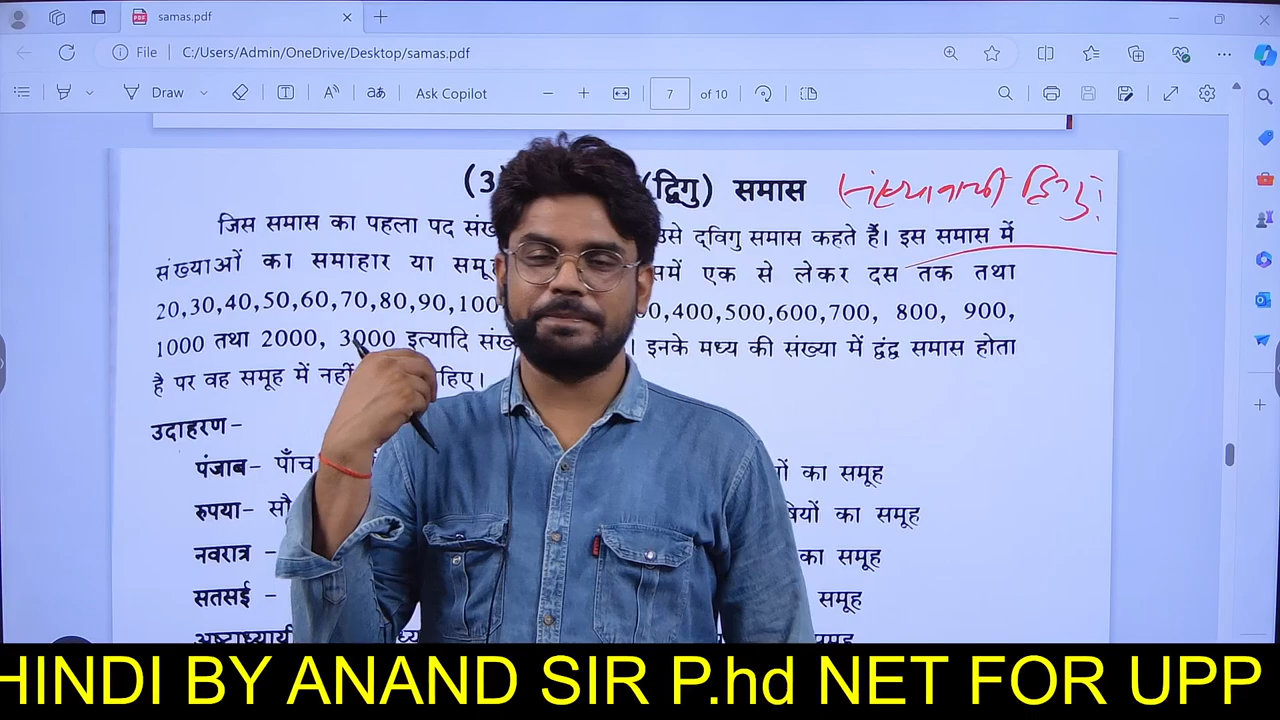 samas.pdf
File C:/Users/Admin/OneDrive/Desktop/samas.pdf
Draw Ask Copilot 7 of 10
(3 (द्विगु) समास संख्यावाची द्विगु:
जिस समास का पहला पद उसे द्विगु समास कहते हैं। इस समास में
संख्याओं का समाहार या एक से लेकर दस तक तथा
20,30,40,50,60,70,80,90,100 0,400,500,600,700, 800, 900,
1000 तथा 2000, 3000 इत्यादि । इनके मध्य की संख्या में द्वंद्व समास होता
है पर वह समूह में नहीं हिए।
उदाहरण–
पंजाब– पाँच ों का समूह
रुपया– सौ षियों का समूह
नवरात्र – का समूह
सतसई – समूह
HINDI BY ANAND SIR P.hd NET FOR UPP